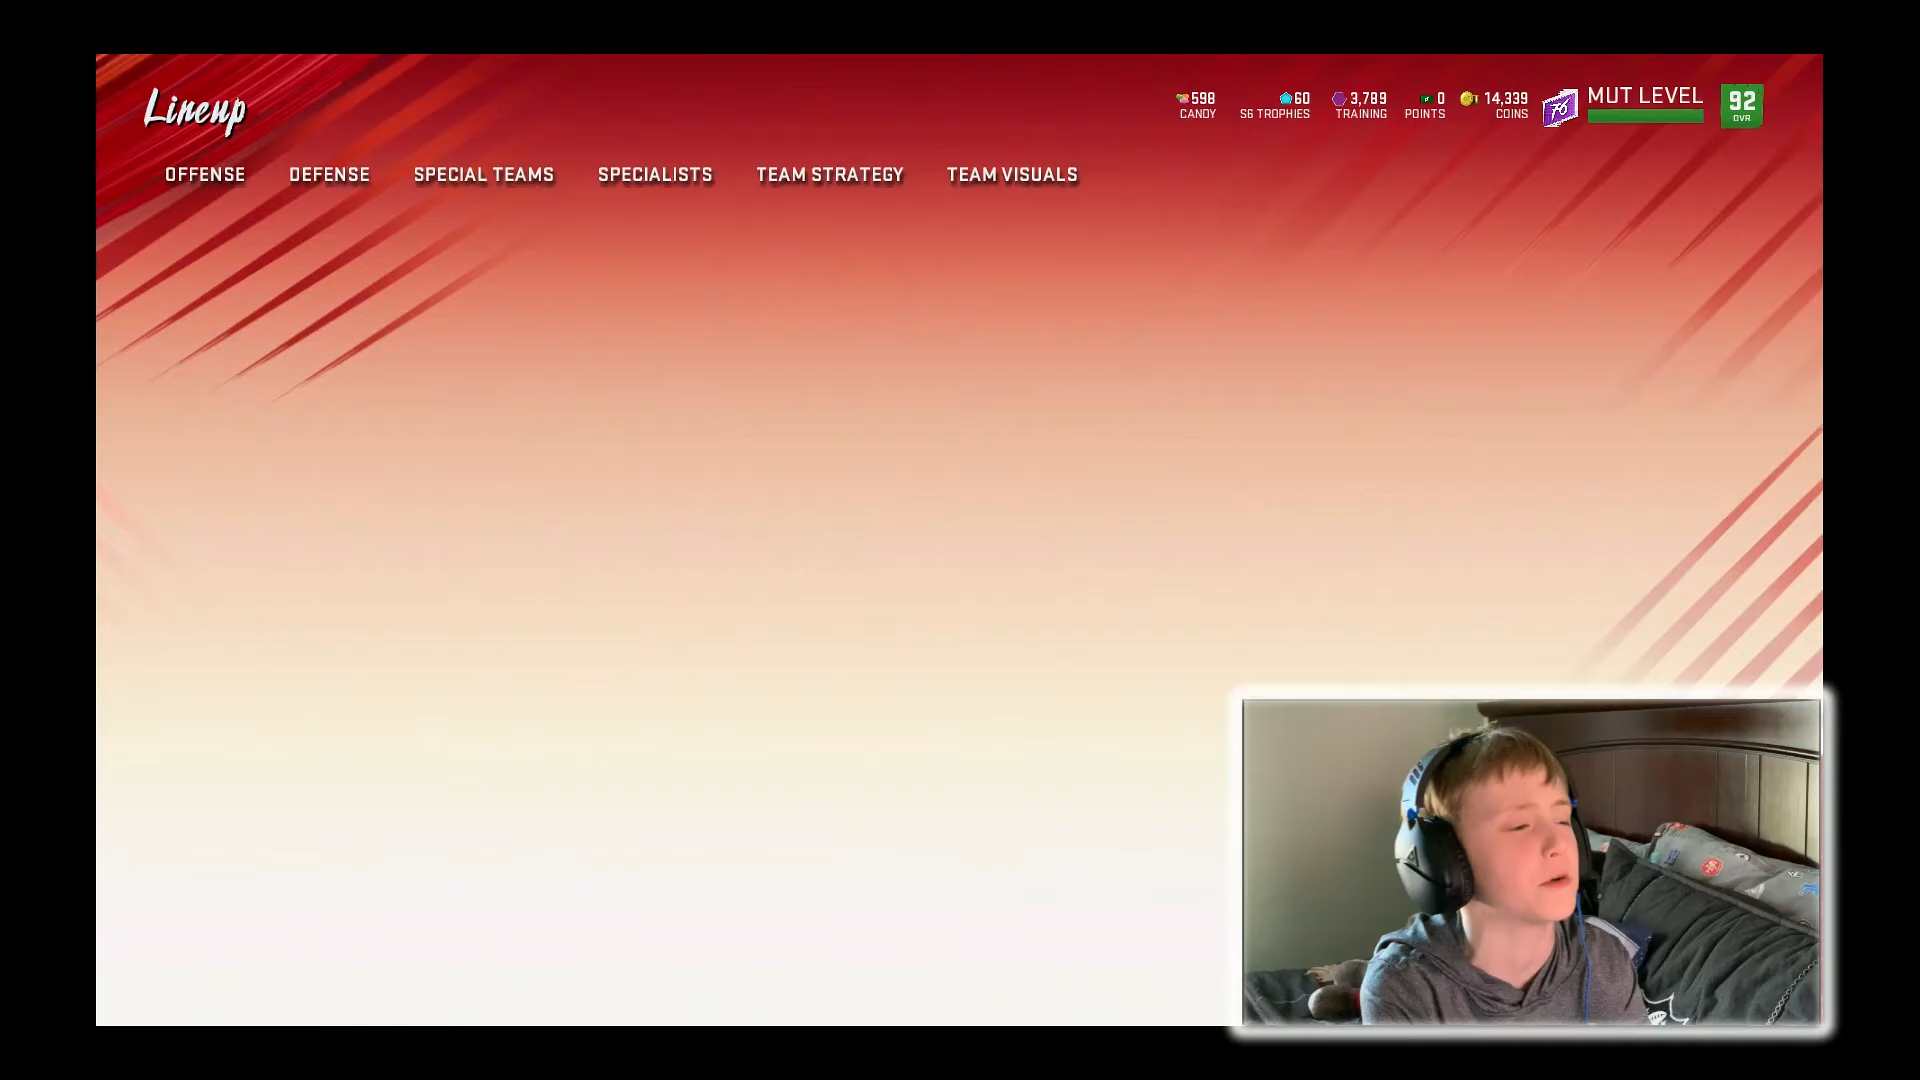 Lineup
598 CANDY
60 S6 TROPHIES
3,789 TRAINING
0 POINTS
14,339 COINS
76
MUT LEVEL
92 OVR
OFFENSE DEFENSE SPECIAL TEAMS SPECIALISTS TEAM STRATEGY TEAM VISUALS